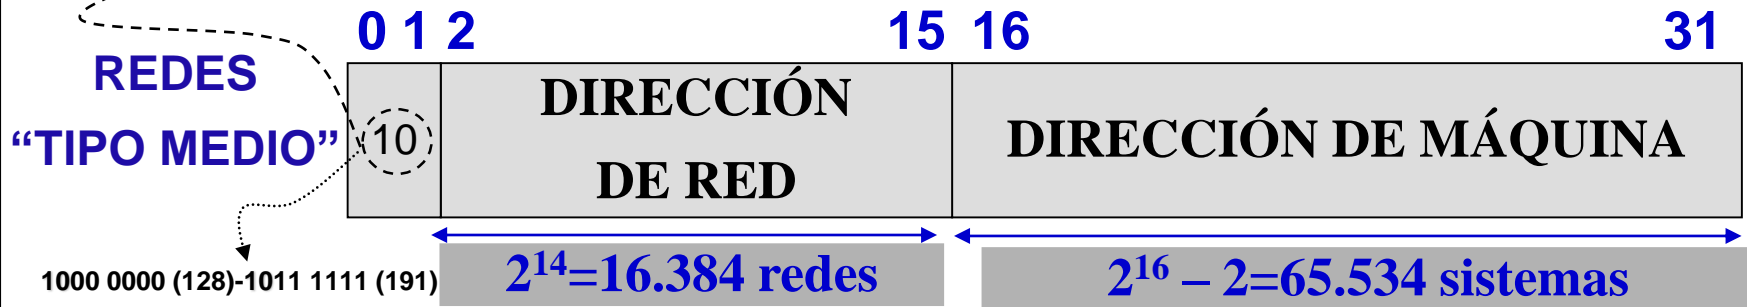 0 1 2 15 16 31
REDES
“TIPO MEDIO”
10
DIRECCIÓN
DE RED
DIRECCIÓN DE MÁQUINA
1000 0000 (128)-1011 1111 (191)
2¹⁴=16.384 redes
2¹⁶ – 2=65.534 sistemas